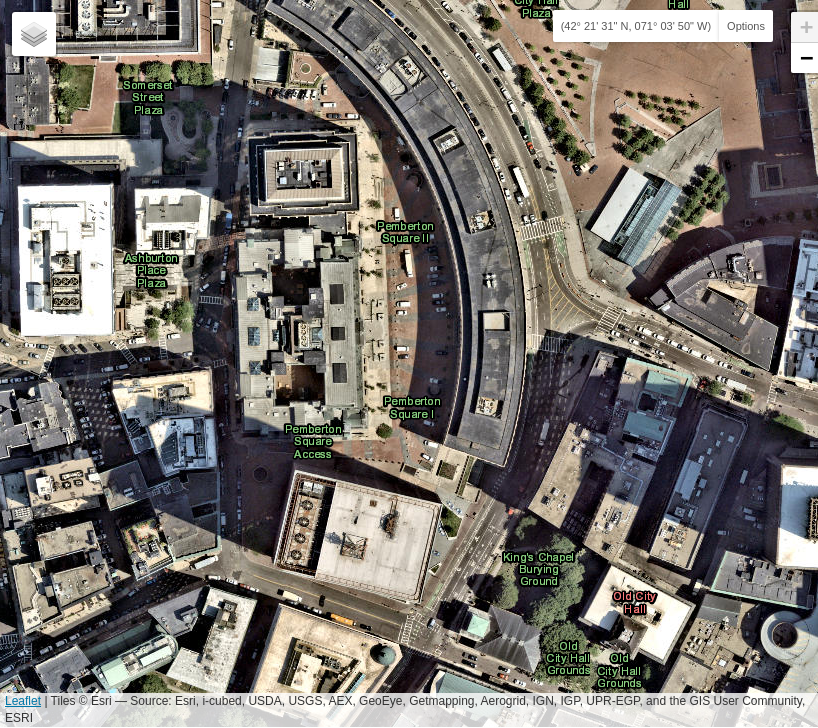 City Hall
Plaza
Hall
(42° 21' 31" N, 071° 03' 50" W)
Options
+
−
Somerset
Street
Plaza
Pemberton
Square II
Ashburton
Place
Plaza
Pemberton
Square I
Pemberton
Square
Access
King's Chapel
Burying
Ground
Old City
Hall
Old
City Hall
Grounds
Old
City Hall
Grounds
Leaflet | Tiles © Esri — Source: Esri, i-cubed, USDA, USGS, AEX, GeoEye, Getmapping, Aerogrid, IGN, IGP, UPR-EGP, and the GIS User Community,
ESRI